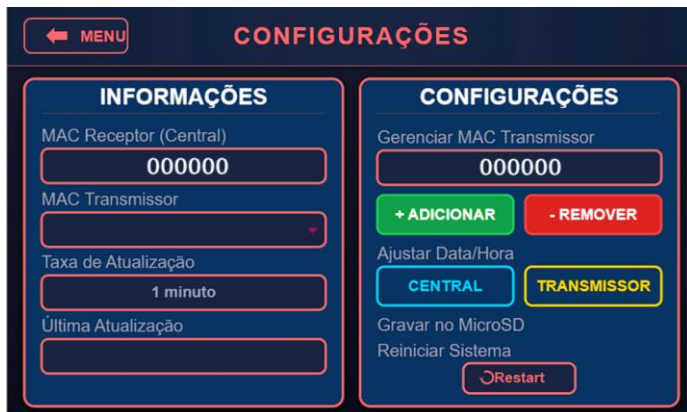 MENU
CONFIGURAÇÕES
INFORMAÇÕES
MAC Receptor (Central)
000000
MAC Transmissor
Taxa de Atualização
1 minuto
Última Atualização
CONFIGURAÇÕES
Gerenciar MAC Transmissor
000000
+ ADICIONAR
- REMOVER
Ajustar Data/Hora
CENTRAL
TRANSMISSOR
Gravar no MicroSD
Reiniciar Sistema
Restart